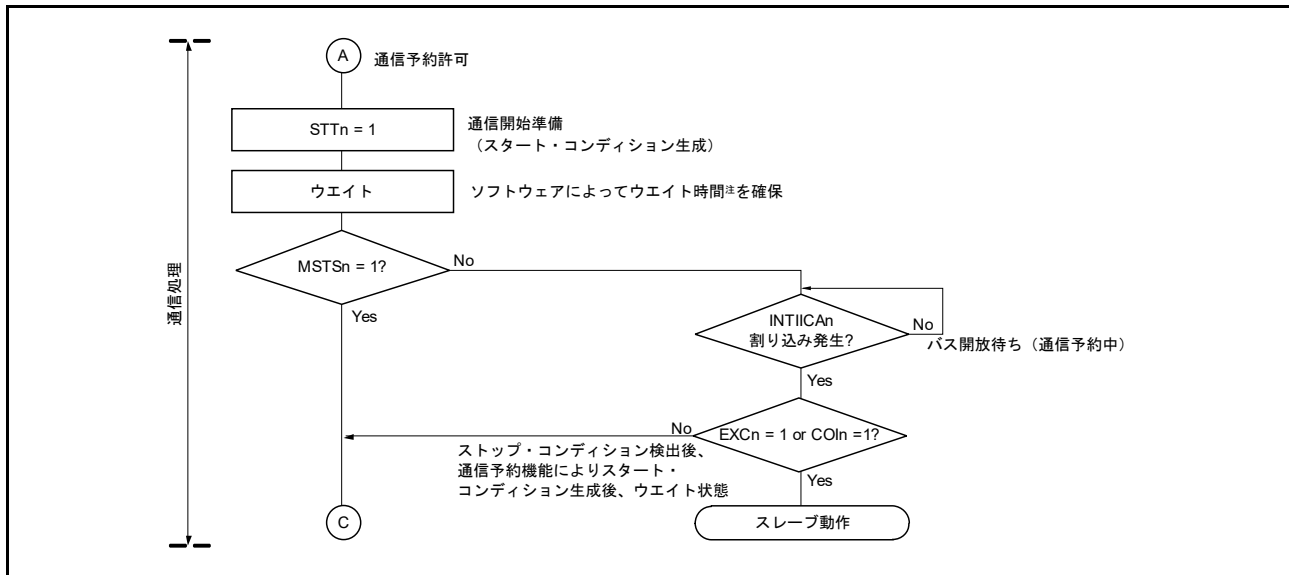 A
通信予約許可
STTn = 1
通信開始準備
（スタート・コンディション生成）
ウエイト
ソフトウェアによってウエイト時間注を確保
MSTSn = 1?
No
Yes
通信処理
INTIICAn
割り込み発生?
No
バス開放待ち（通信予約中）
Yes
EXCn = 1 or COIn =1?
No
ストップ・コンディション検出後、
通信予約機能によりスタート・
コンディション生成後、ウエイト状態
Yes
C
スレーブ動作